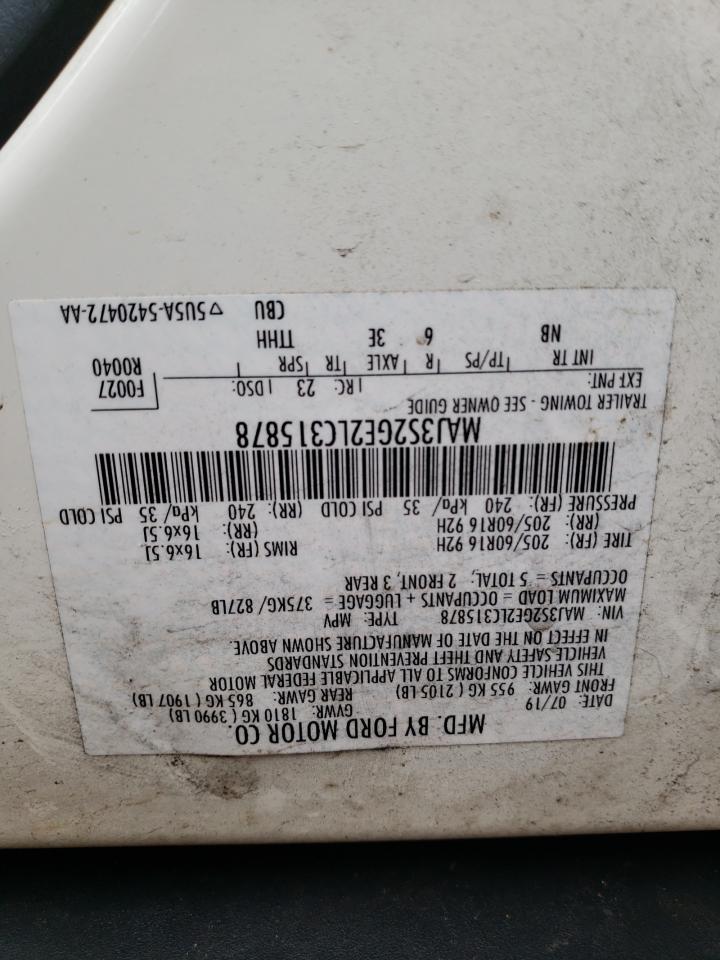 MFD. BY FORD MOTOR CO.
DATE: 07/19 GVWR: 1810 KG ( 3990 LB)
FRONT GAWR: 955 KG ( 2105 LB) REAR GAWR: 865 KG ( 1907 LB)
THIS VEHICLE CONFORMS TO ALL APPLICABLE FEDERAL MOTOR
VEHICLE SAFETY AND THEFT PREVENTION STANDARDS
IN EFFECT ON THE DATE OF MANUFACTURE SHOWN ABOVE.
VIN: MAJ3S2GE2LC315878 TYPE: MPV
MAXIMUM LOAD = OCCUPANTS + LUGGAGE = 375KG/ 827LB
OCCUPANTS = 5 TOTAL: 2 FRONT, 3 REAR
TIRE (FR): 205/60R16 92H RIMS (FR): 16x6.5J
(RR): 205/60R16 92H (RR): 16x6.5J
PRESSURE (FR): 240 kPa/ 35 PSI COLD (RR): 240 kPa/ 35 PSI COLD
MAJ3S2GE2LC315878
TRAILER TOWING - SEE OWNER GUIDE
EXT PNT: RC: 23 DSO: F0027
INT TR TP/PS R AXLE TR SPR R0040
NB 6 3E TTHH
CBU 5U5A-5420472-AA